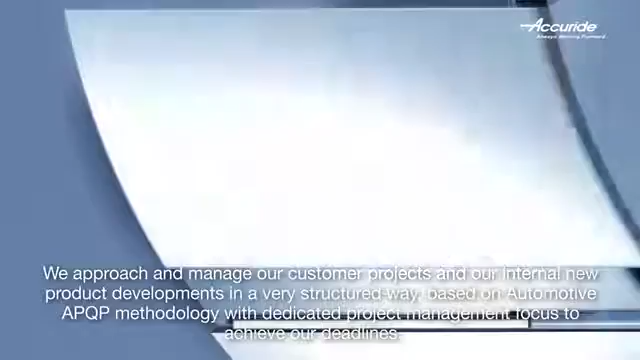 Accuride
Always Moving Forward
We approach and manage our customer projects and our internal new
product developments in a very structured way, based on Automotive
APQP methodology with dedicated project management focus to
achieve our deadlines.